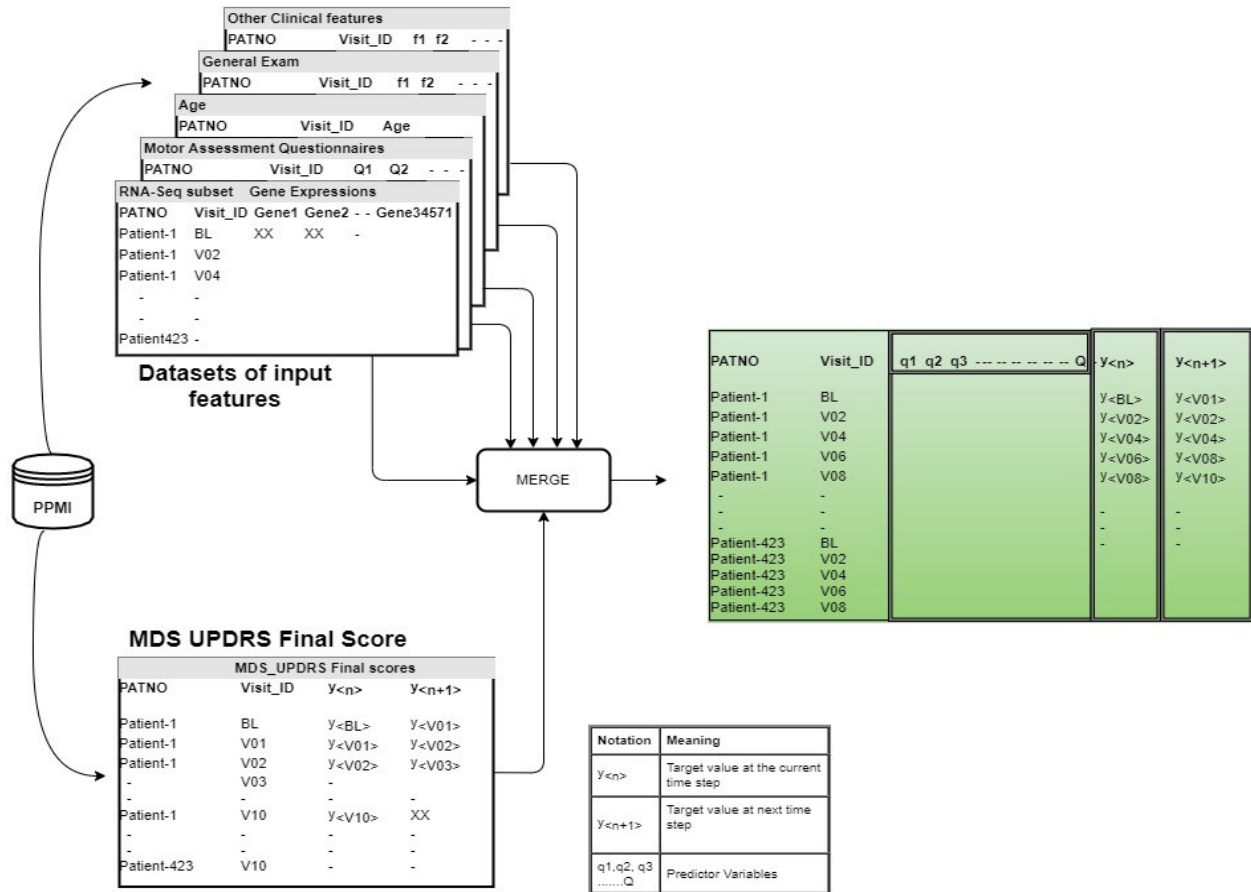 Other Clinical features
PATNO Visit_ID f1 f2 - - -
General Exam
PATNO Visit_ID f1 f2 - - -
Age
PATNO Visit_ID Age
Motor Assessment Questionnaires
PATNO Visit_ID Q1 Q2 - - -
RNA-Seq subset Gene Expressions
PATNO Visit_ID Gene1 Gene2 - - Gene34571
Patient-1 BL XX XX -
Patient-1 V02
Patient-1 V04
- -
- -
Patient423 -
Datasets of input
features
PPMI
MERGE
PATNO Visit_ID q1 q2 q3 --- -- -- -- -- -- Q - y<n> y<n+1>
Patient-1 BL y<BL> y<V01>
Patient-1 V02 y<V02> y<V02>
Patient-1 V04 y<V04> y<V04>
Patient-1 V06 y<V06> y<V08>
Patient-1 V08 y<V08> y<V10>
- -
- - - -
- - - -
Patient-423 BL - -
Patient-423 V02
Patient-423 V04
Patient-423 V06
Patient-423 V08
MDS UPDRS Final Score
MDS_UPDRS Final scores
PATNO Visit_ID y<n> y<n+1>
Patient-1 BL y<BL> y<V01>
Patient-1 V01 y<V01> y<V02>
Patient-1 V02 y<V02> y<V03>
- V03 -
- - - -
Patient-1 V10 y<V10> XX
- - - -
- - - -
Patient-423 V10 - -
Notation Meaning
y<n> Target value at the current
time step
y<n+1> Target value at next time
step
q1,q2, q3
.......Q Predictor Variables